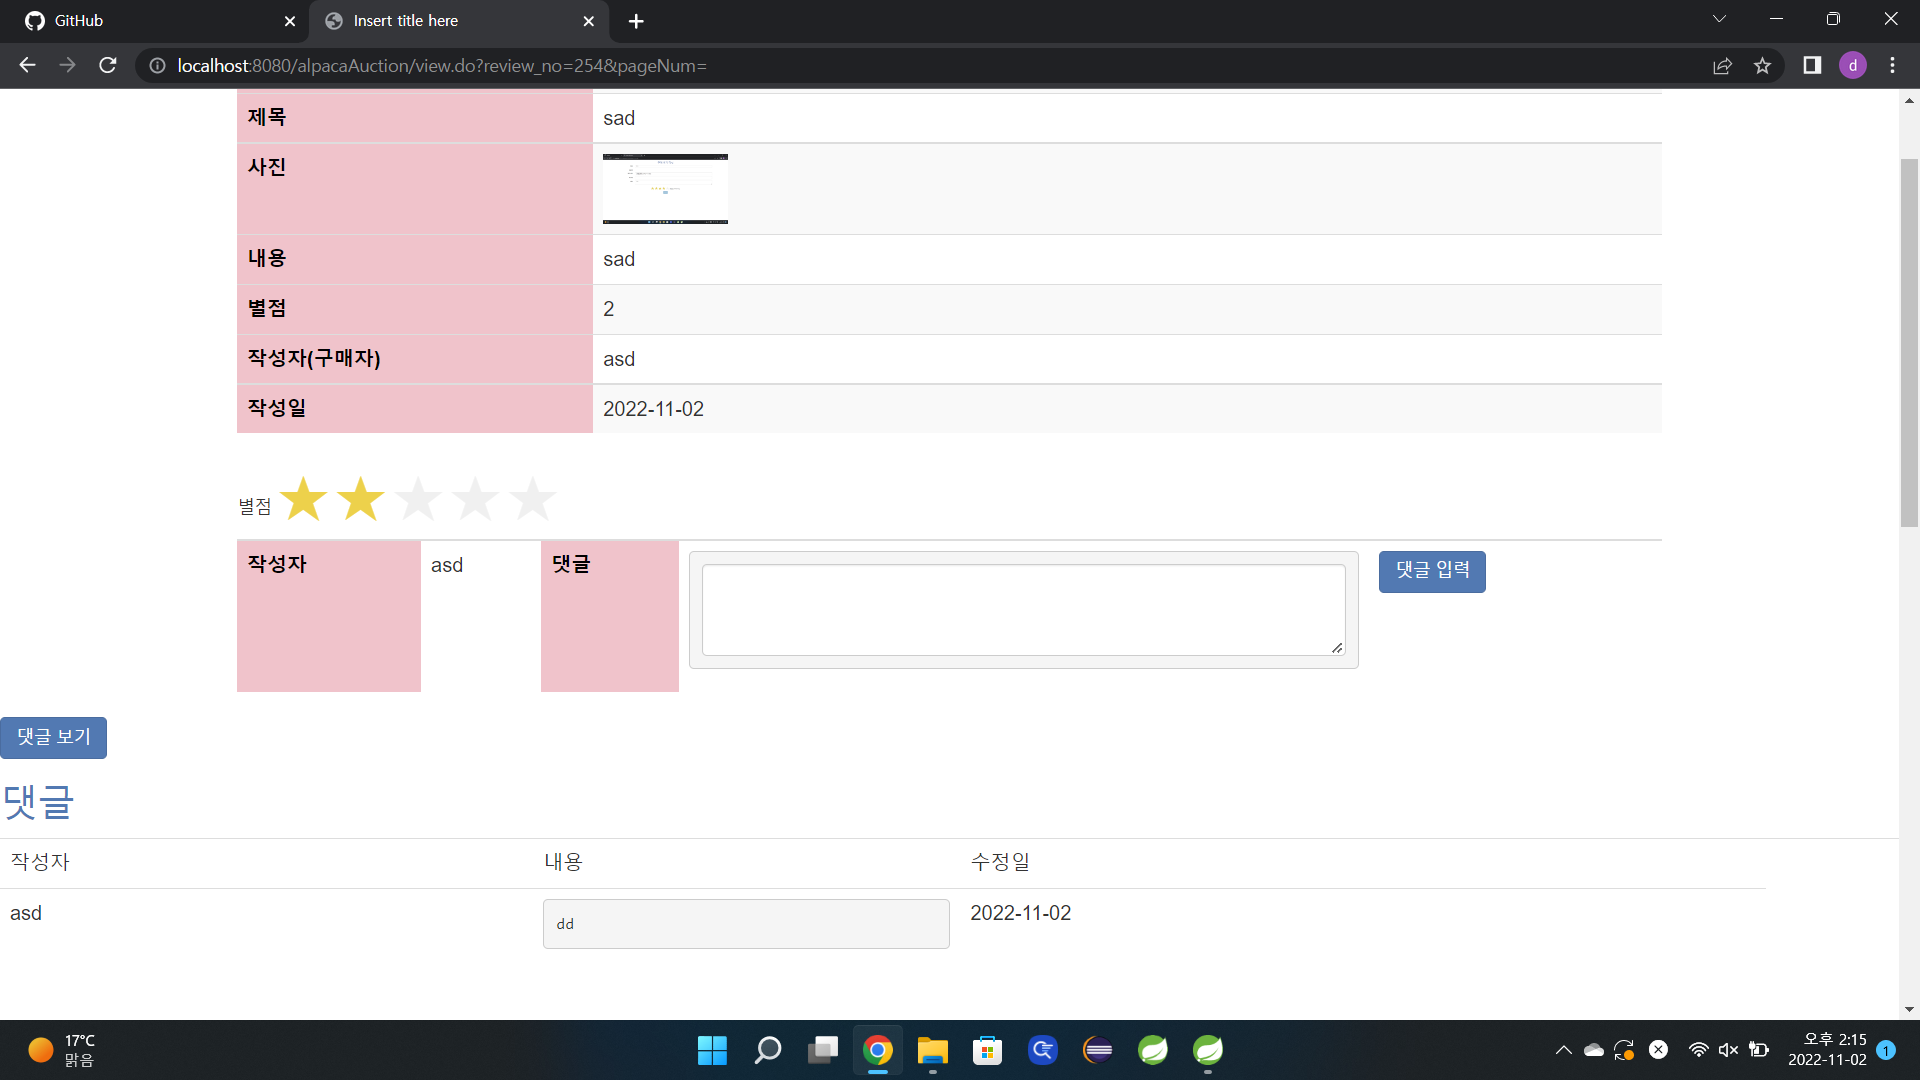 GitHub
Insert title here
localhost:8080/alpacaAuction/view.do?review_no=254&pageNum=
d
제목
sad
사진
내용
sad
별점
2
작성자(구매자)
asd
작성일
2022-11-02
별점
작성자
asd
댓글
댓글 입력
댓글 보기
댓글
작성자 내용 수정일
asd
dd
2022-11-02
17°C
맑음
오후 2:15
2022-11-02
1